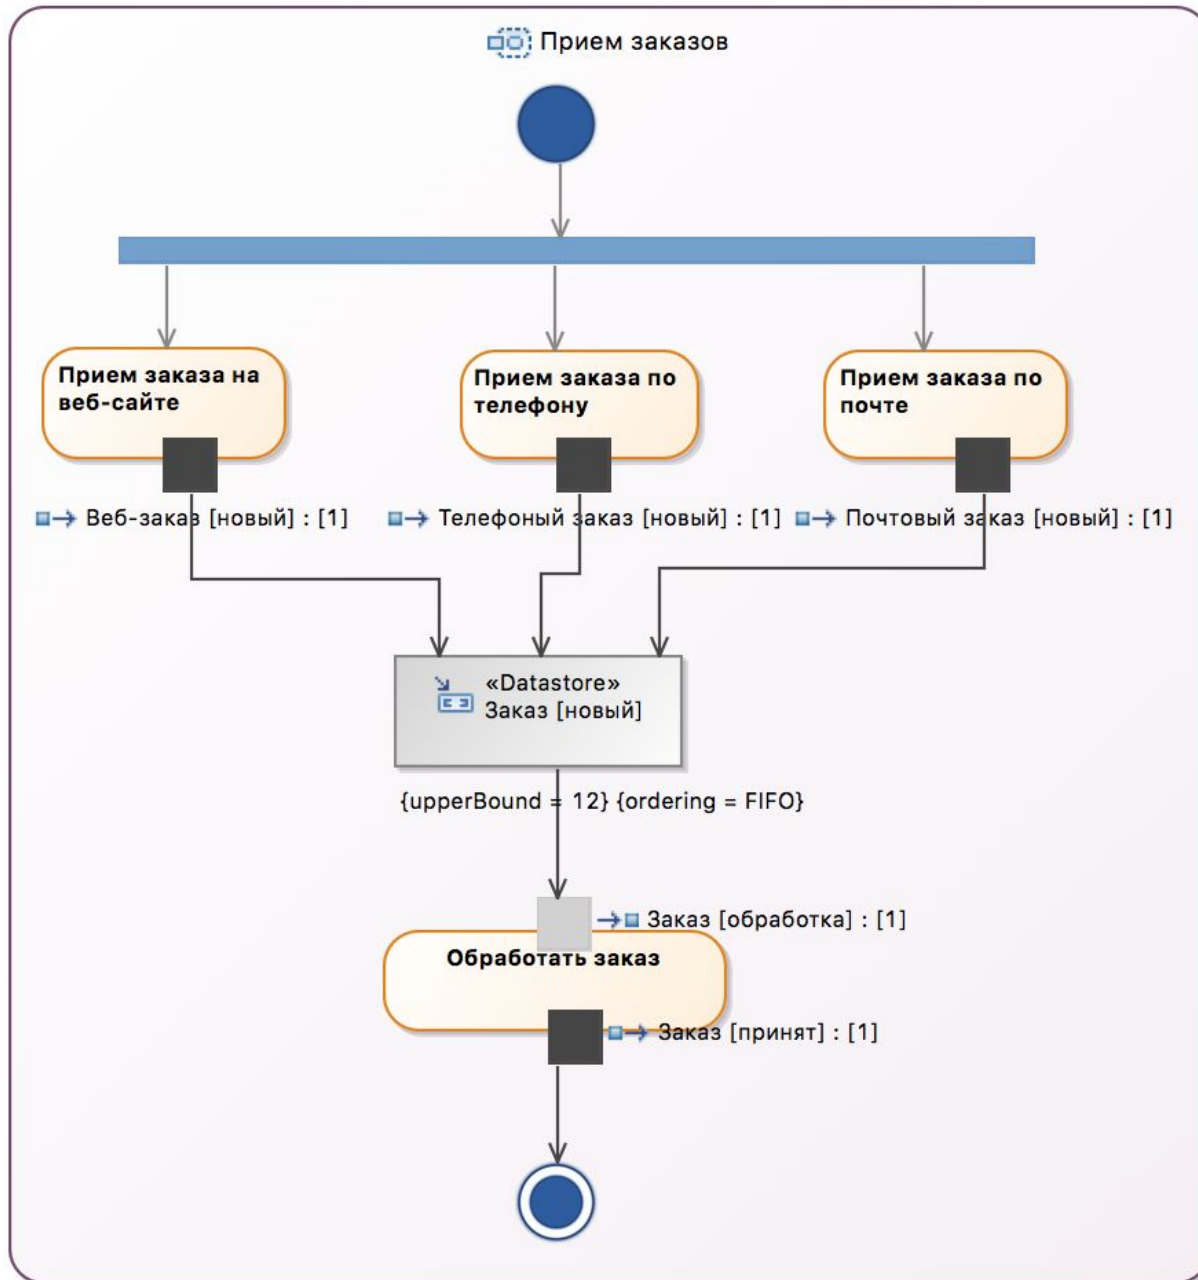 Прием заказов
Прием заказа на
веб-сайте
Прием заказа по
телефону
Прием заказа по
почте
Веб-заказ [новый] : [1]
Телефоный заказ [новый] : [1]
Почтовый заказ [новый] : [1]
«Datastore»
Заказ [новый]
{upperBound = 12} {ordering = FIFO}
Заказ [обработка] : [1]
Обработать заказ
Заказ [принят] : [1]